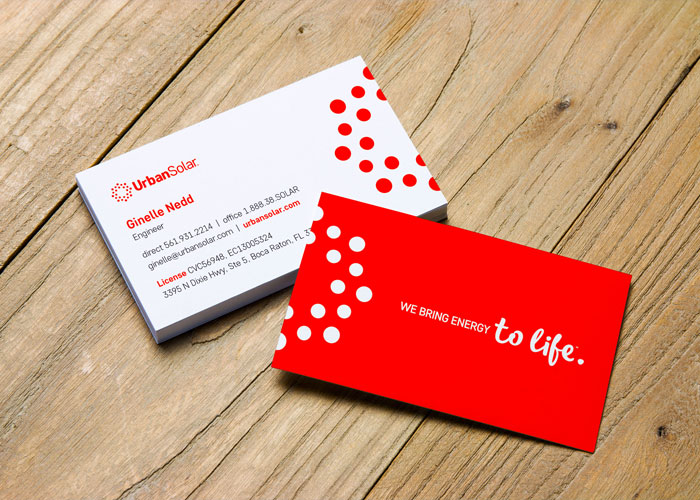 UrbanSolar.
Ginelle Nedd
Engineer
direct 561.931.2214 | office 1.888.38.SOLAR
ginelle@urbansolar.com | urbansolar.com
License CVC56948, EC13005324
3395 N Dixie Hwy, Ste 5, Boca Raton, FL 3
WE BRING ENERGY to life.™